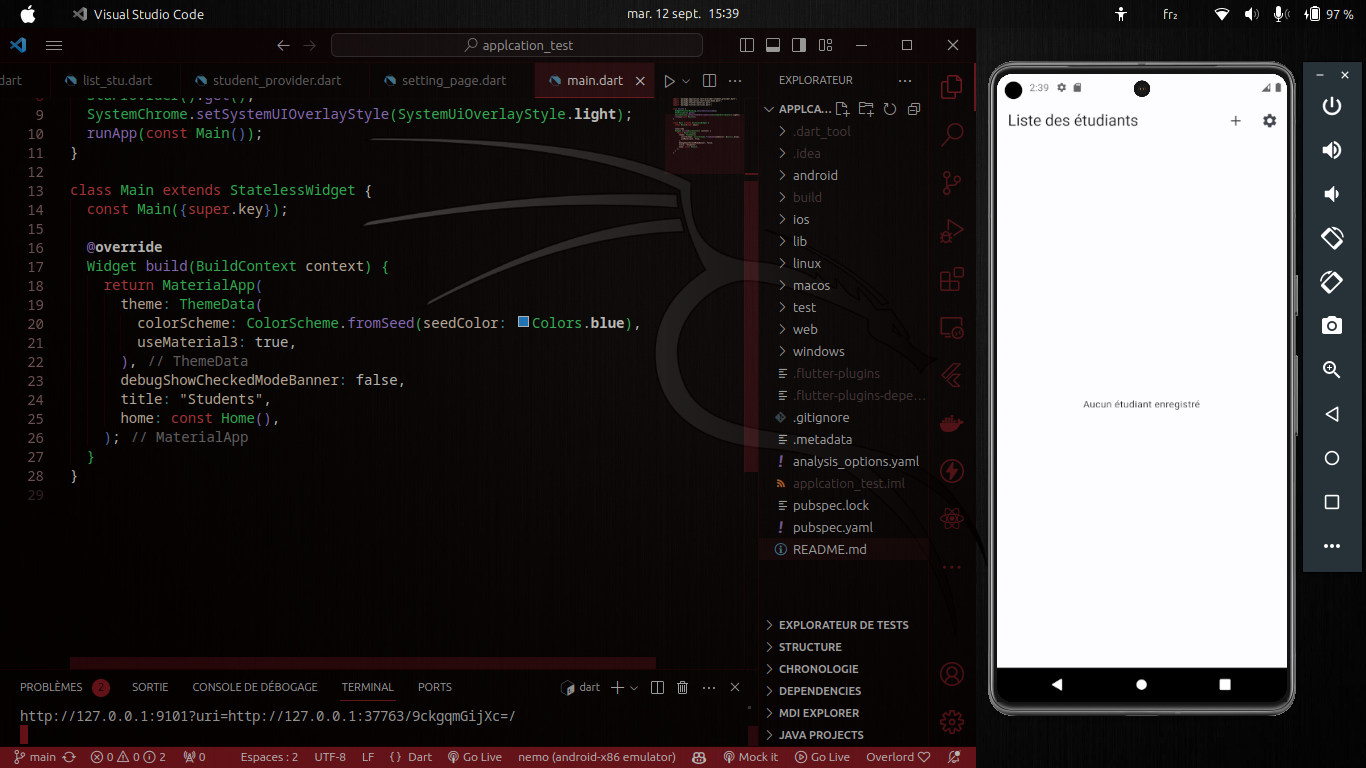 Visual Studio Code
mar. 12 sept. 15:39
fr₂
97 %
applcation_test
dart
list_stu.dart
student_provider.dart
setting_page.dart
main.dart
8 StuProvider().get();
9 SystemChrome.setSystemUIOverlayStyle(SystemUiOverlayStyle.light);
10 runApp(const Main());
11 }
12
13 class Main extends StatelessWidget {
14 const Main({super.key});
15
16 @override
17 Widget build(BuildContext context) {
18 return MaterialApp(
19 theme: ThemeData(
20 colorScheme: ColorScheme.fromSeed(seedColor: Colors.blue),
21 useMaterial3: true,
22 ), // ThemeData
23 debugShowCheckedModeBanner: false,
24 title: "Students",
25 home: const Home(),
26 ); // MaterialApp
27 }
28 }
29
PROBLÈMES 2
SORTIE
CONSOLE DE DÉBOGAGE
TERMINAL
PORTS
dart
http://127.0.0.1:9101?uri=http://127.0.0.1:37763/9ckgqmGijXc=/
EXPLORATEUR
APPLCA...
.dart_tool
.idea
android
build
ios
lib
linux
macos
test
web
windows
.flutter-plugins
.flutter-plugins-depe...
.gitignore
.metadata
analysis_options.yaml
applcation_test.iml
pubspec.lock
pubspec.yaml
README.md
EXPLORATEUR DE TESTS
STRUCTURE
CHRONOLOGIE
DEPENDENCIES
MDI EXPLORER
JAVA PROJECTS
main
0 0 2
0
Espaces : 2
UTF-8
LF
{ } Dart
Go Live
nemo (android-x86 emulator)
Mock it
Go Live
Overlord
2:39
Liste des étudiants
Aucun étudiant enregistré